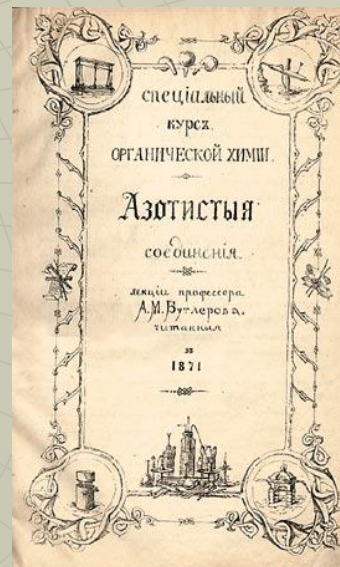 спеціальный
курсъ
ОРГАНИЧЕСКОЙ ХИМІИ.
Азотистыя
соединенія.
лекціи профессора
А.М. Бутлерова.
читанныя
въ
1871